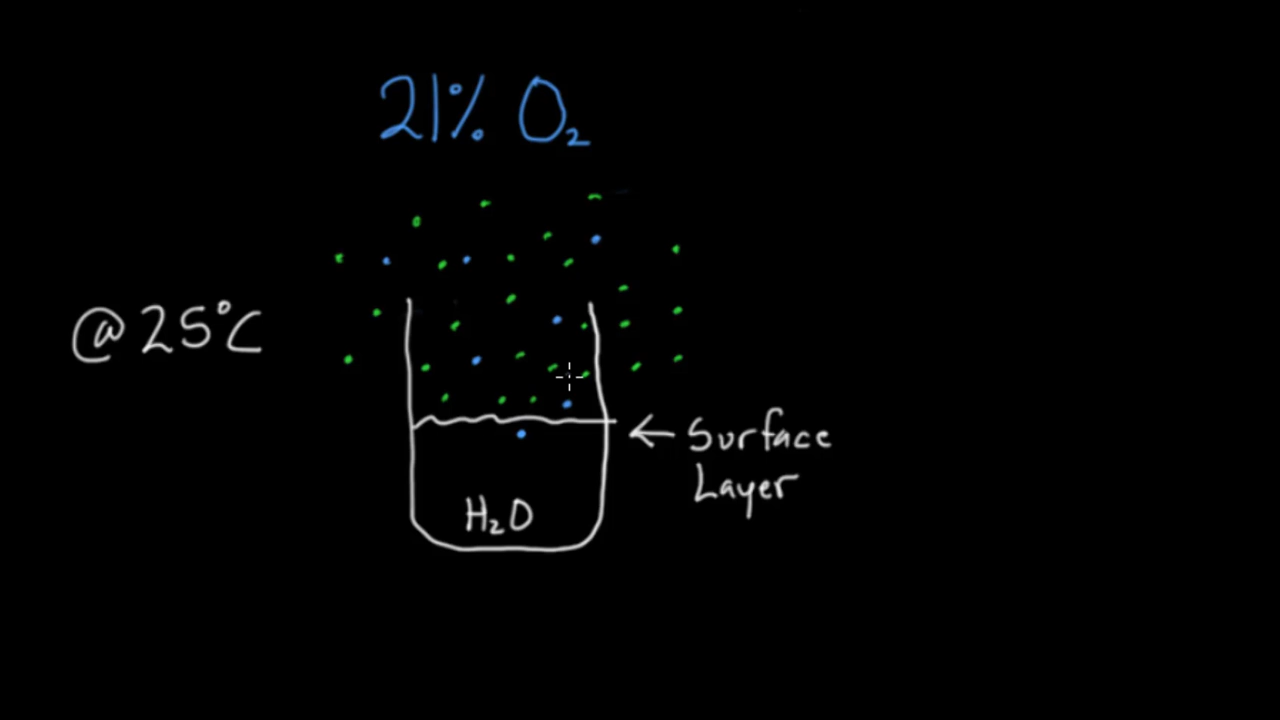 21% O₂
@25°C
Surface
Layer
H₂O